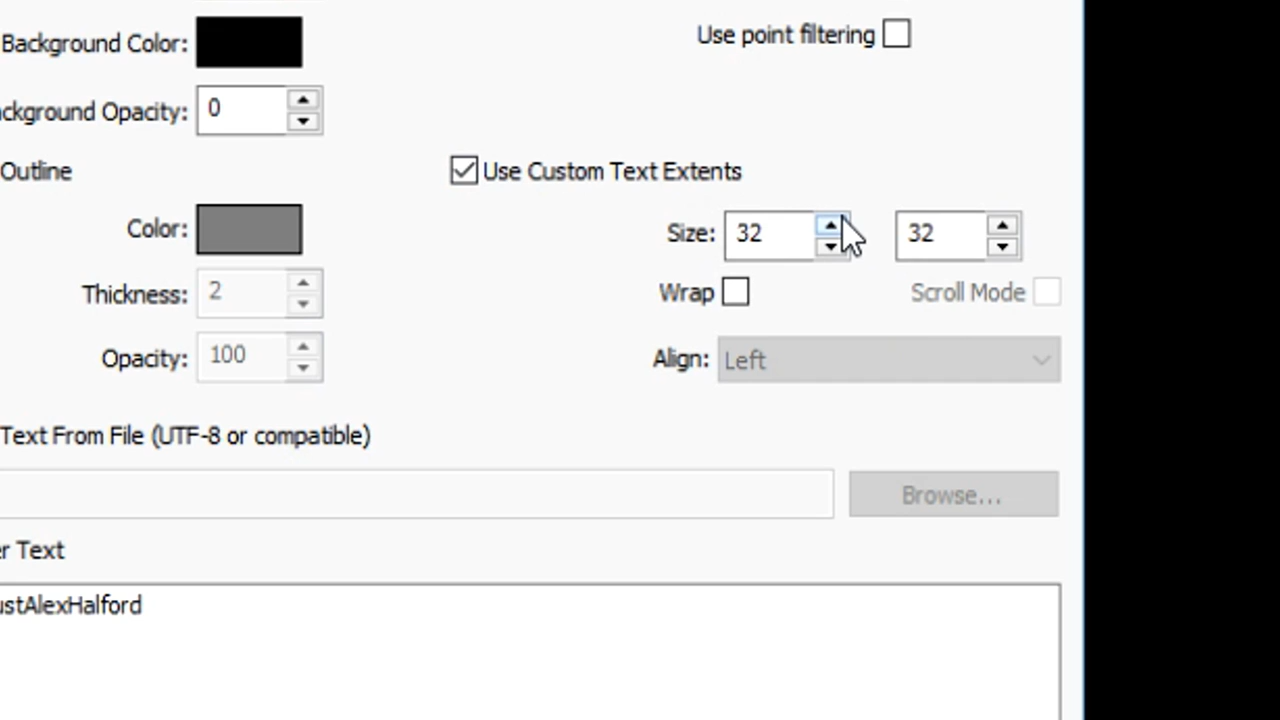 Background Color:
Use point filtering
ckground Opacity: 0
Outline
Use Custom Text Extents
Color:
Size: 32 32
Thickness: 2
Wrap
Scroll Mode
Opacity: 100
Align: Left
Text From File (UTF-8 or compatible)
Browse...
er Text
ustAlexHalford